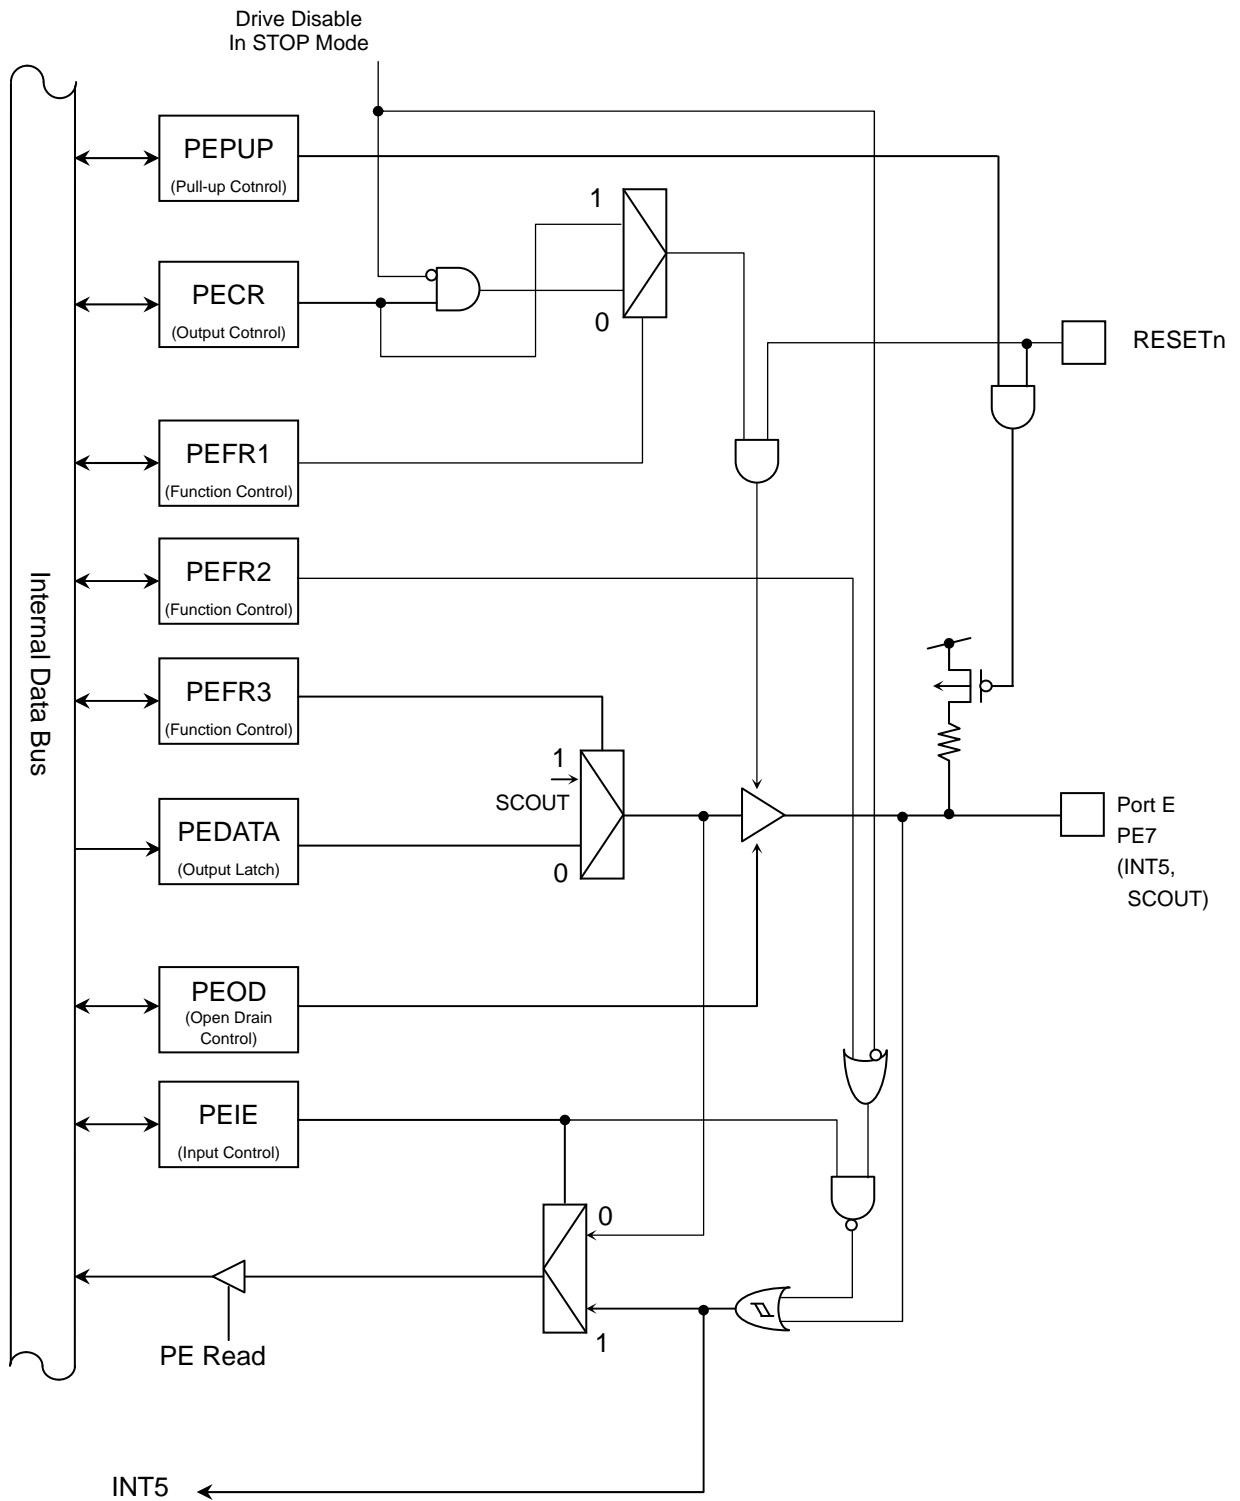 Drive Disable
In STOP Mode
PEPUP
(Pull-up Cotnrol)
1
PECR
(Output Cotnrol)
0
RESETn
PEFR1
(Function Control)
PEFR2
(Function Control)
Internal Data Bus
PEFR3
(Function Control)
1
SCOUT
PEDATA
(Output Latch)
0
Port E
PE7
(INT5,
SCOUT)
PEOD
(Open Drain
Control)
PEIE
(Input Control)
0
1
PE Read
INT5